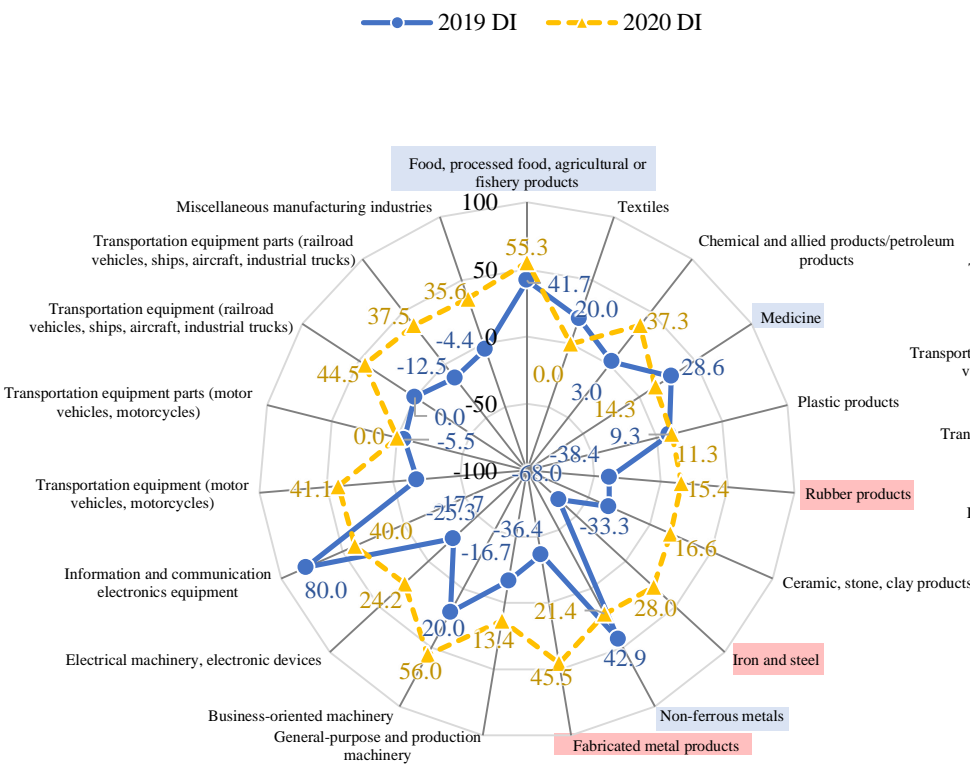 2019 DI
2020 DI
Food, processed food, agricultural or
fishery products
Textiles
Chemical and allied products/petroleum
products
Medicine
Plastic products
Rubber products
Ceramic, stone, clay products
Iron and steel
Non-ferrous metals
Fabricated metal products
General-purpose and production
machinery
Business-oriented machinery
Electrical machinery, electronic devices
Information and communication
electronics equipment
Transportation equipment (motor
vehicles, motorcycles)
Transportation equipment parts (motor
vehicles, motorcycles)
Transportation equipment (railroad
vehicles, ships, aircraft, industrial trucks)
Transportation equipment parts (railroad
vehicles, ships, aircraft, industrial trucks)
Miscellaneous manufacturing industries
100
50
0
-50
-100
41.7
20.0
3.0
28.6
9.3
-38.4
-33.3
-68.0
42.9
-36.4
-16.7
20.0
-25.3
80.0
-17.7
-5.5
0.0
-12.5
-4.4
55.3
0.0
37.3
14.3
11.3
15.4
16.6
28.0
21.4
45.5
13.4
56.0
24.2
40.0
41.1
0.0
44.5
37.5
35.6
Transport
v
Tran